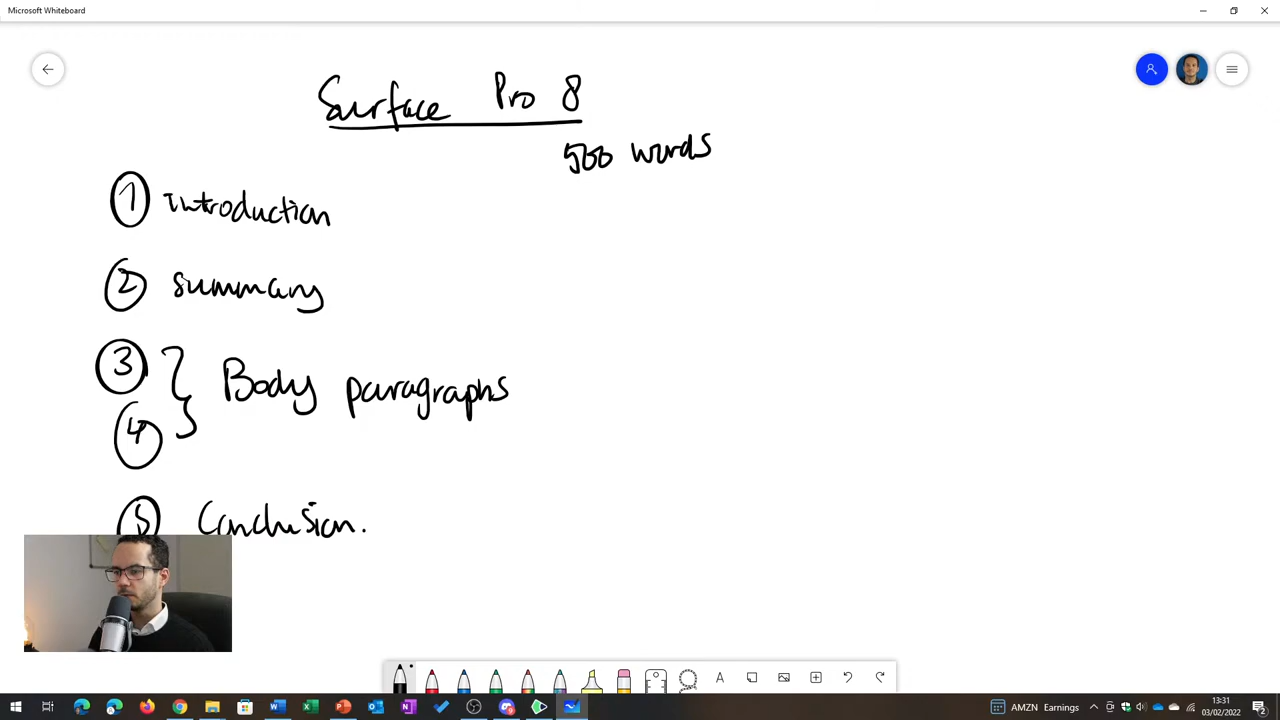 Microsoft Whiteboard
Surface Pro 8
500 words
1 introduction
2 summary
3
4 Body paragraphs
5 Conclusion.
A
AMZN Earnings
13:31
03/02/2022